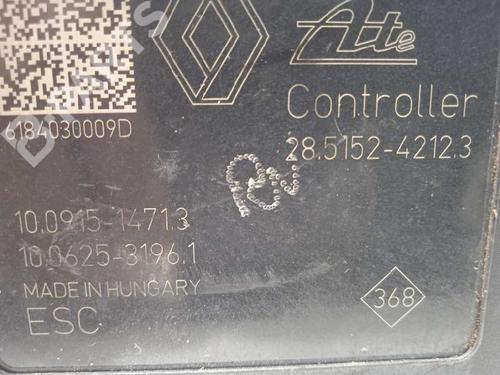 Ate
6184030009D
Controller
28.5152-4212.3
10.0915-1471.3
10.0625-3196.1
MADE IN HUNGARY
368
ESC